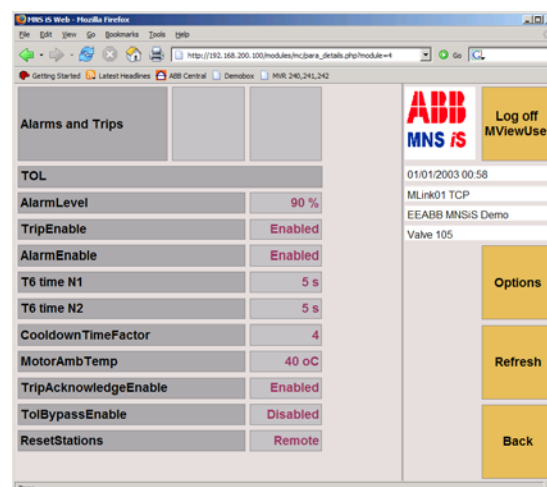 MNS iS Web - Mozilla Firefox
File Edit View Go Bookmarks Tools Help
http://192.168.200.100/modules/mc/para_details.php?module=4
Go
Getting Started Latest Headlines ABB Central Demobox MVR 240,241,242
Alarms and Trips
ABB
MNS iS
Log off
MViewUse
TOL
01/01/2003 00:58
AlarmLevel 90 %
MLink01 TCP
TripEnable Enabled
EEABB MNSiS Demo
Valve 105
AlarmEnable Enabled
T6 time N1 5 s
Options
T6 time N2 5 s
CooldownTimeFactor 4
MotorAmbTemp 40 oC
Refresh
TripAcknowledgeEnable Enabled
TolBypassEnable Disabled
ResetStations Remote
Back